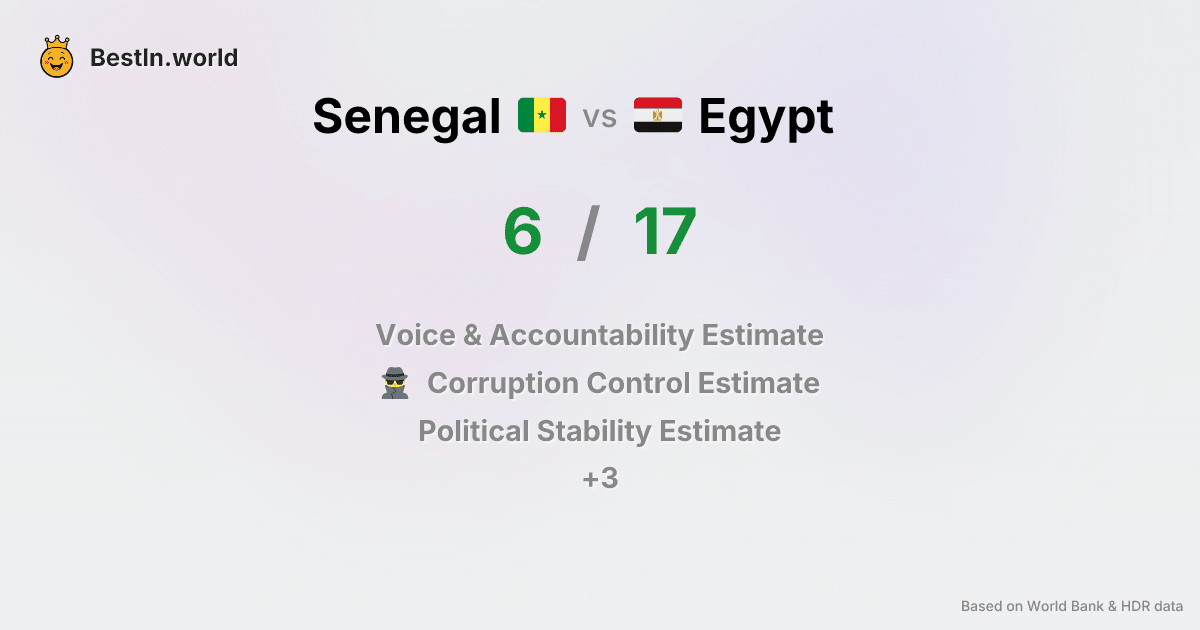 BestIn.world
Senegal vs Egypt
6 / 17
Voice & Accountability Estimate
Corruption Control Estimate
Political Stability Estimate
+3
Based on World Bank & HDR data